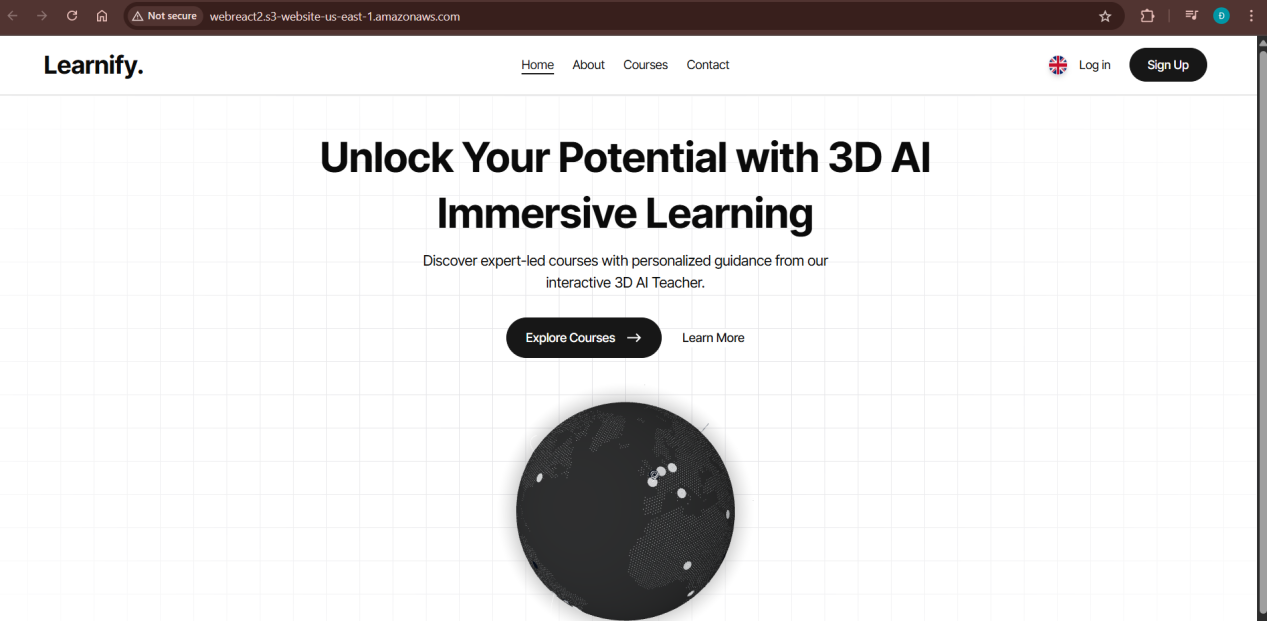 Not secure
webreact2.s3-website-us-east-1.amazonaws.com
Đ
Learnify.
Home About Courses Contact
Log in
Sign Up
Unlock Your Potential with 3D AI
Immersive Learning
Discover expert-led courses with personalized guidance from our
interactive 3D AI Teacher.
Explore Courses →
Learn More